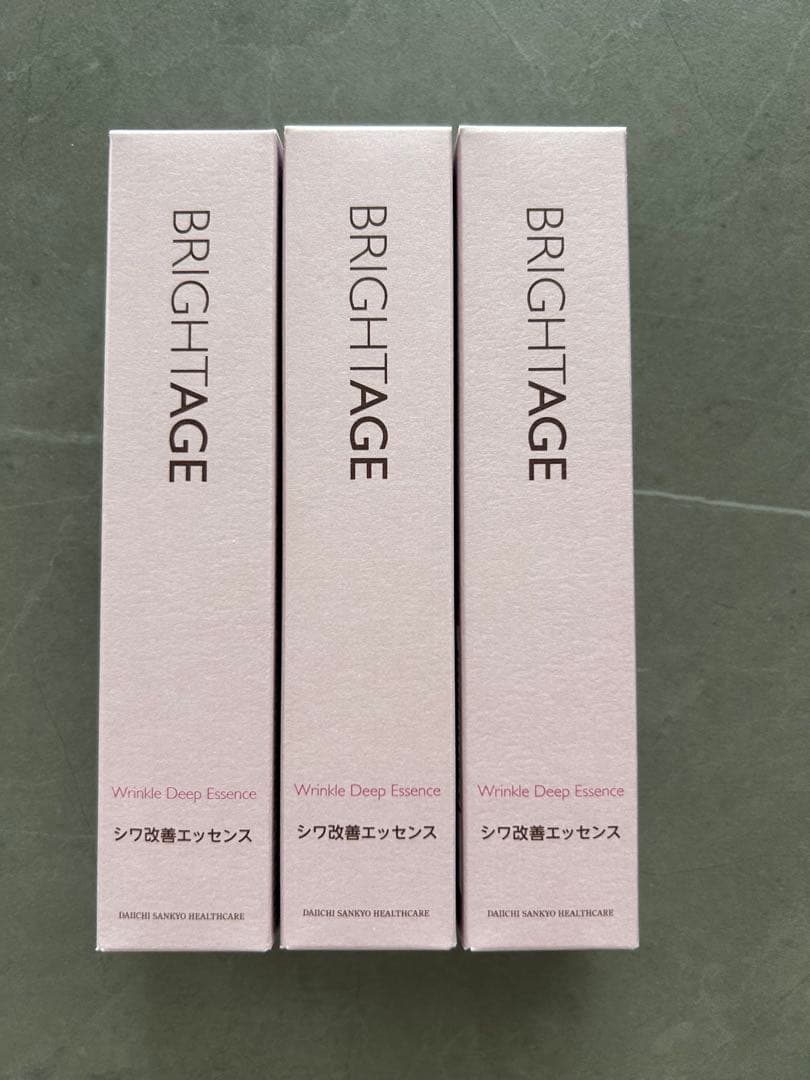 BRIGHTAGE
Wrinkle Deep Essence
シワ改善エッセンス
DAIICHI SANKYO HEALTHCARE
BRIGHTAGE
Wrinkle Deep Essence
シワ改善エッセンス
DAIICHI SANKYO HEALTHCARE
BRIGHTAGE
Wrinkle Deep Essence
シワ改善エッセンス
DAIICHI SANKYO HEALTHCARE